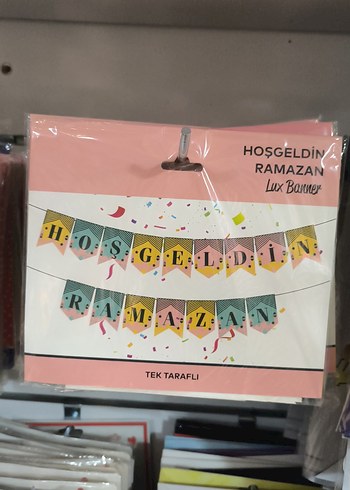 HOŞGELDİN
RAMAZAN
Lux Banner
HOŞGELDİN
RAMAZAN
TEK TARAFLI